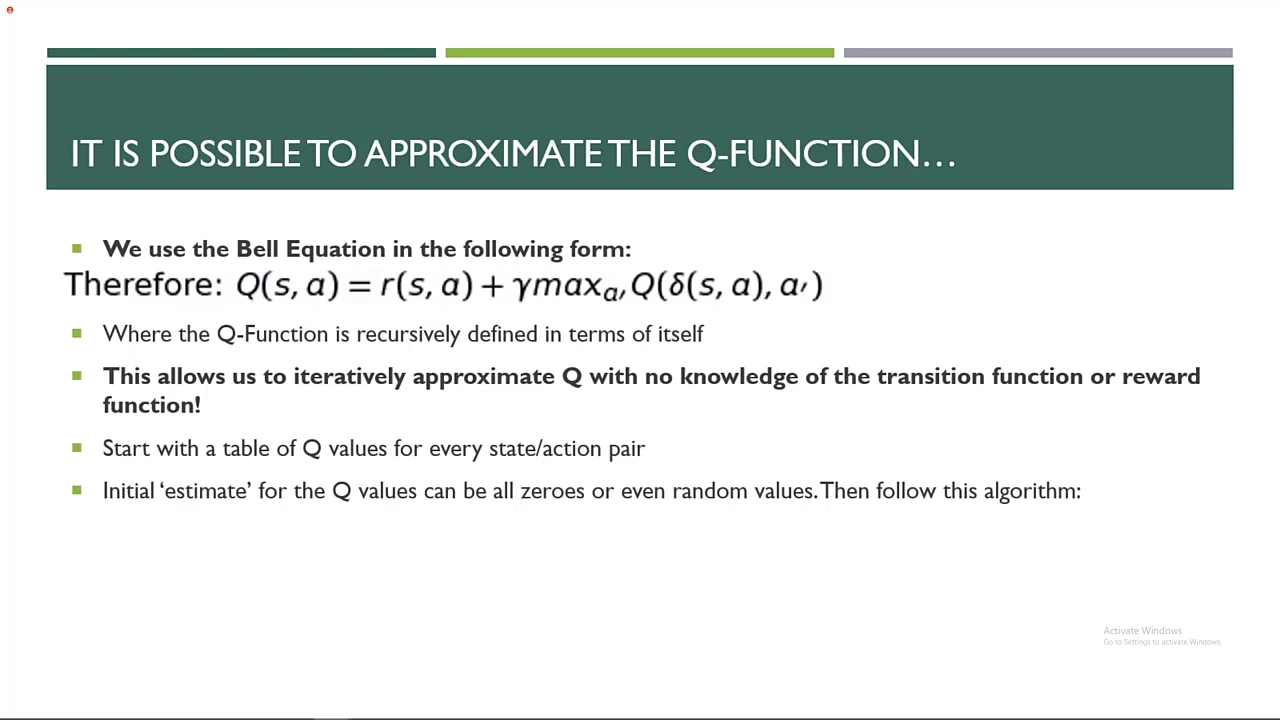 IT IS POSSIBLE TO APPROXIMATE THE Q-FUNCTION…
We use the Bell Equation in the following form:
Therefore: Q(s, a) = r(s, a) + γmaxₐ′Q(δ(s, a), a′)
Where the Q-Function is recursively defined in terms of itself
This allows us to iteratively approximate Q with no knowledge of the transition function or reward
function!
Start with a table of Q values for every state/action pair
Initial ‘estimate’ for the Q values can be all zeroes or even random values. Then follow this algorithm:
Activate Windows
Go to Settings to activate Windows.